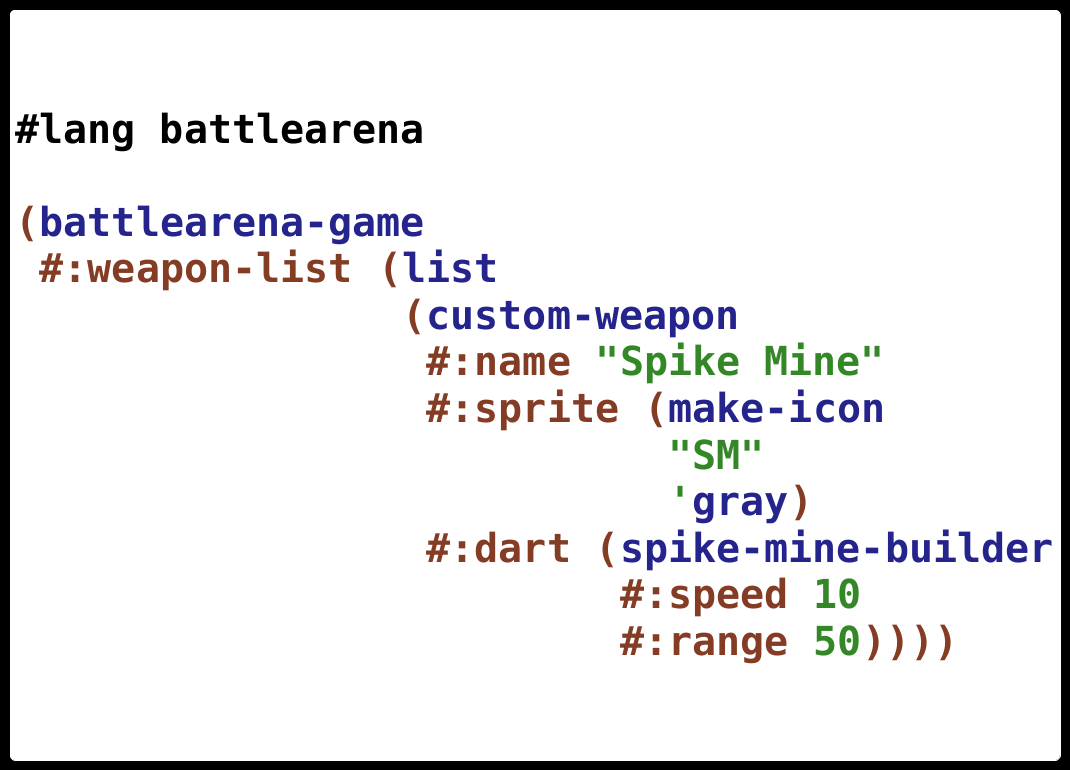 #lang battlearena
(battlearena-game
#:weapon-list (list
(custom-weapon
#:name "Spike Mine"
#:sprite (make-icon
"SM"
'gray)
#:dart (spike-mine-builder
#:speed 10
#:range 50))))